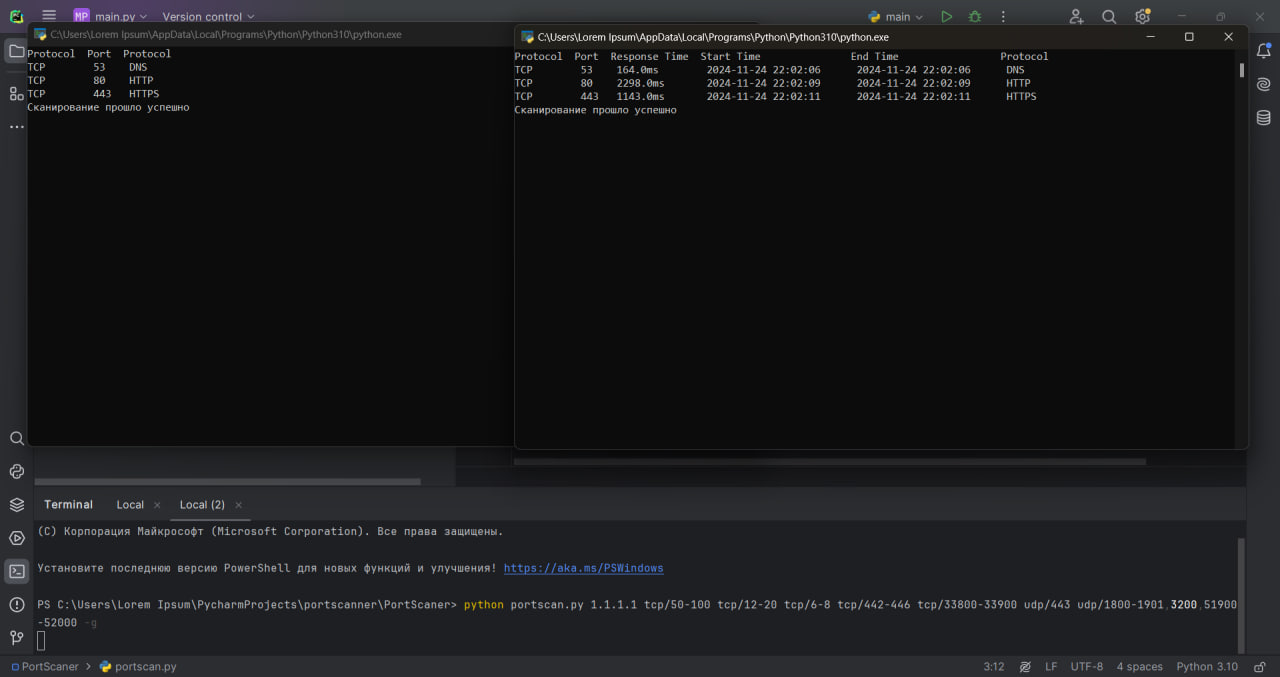 MP main.py Version control main
C:\Users\Lorem Ipsum\AppData\Local\Programs\Python\Python310\python.exe
Protocol Port Protocol
TCP 53 DNS
TCP 80 HTTP
TCP 443 HTTPS
Сканирование прошло успешно
C:\Users\Lorem Ipsum\AppData\Local\Programs\Python\Python310\python.exe
Protocol Port Response Time Start Time End Time Protocol
TCP 53 164.0ms 2024-11-24 22:02:06 2024-11-24 22:02:06 DNS
TCP 80 2298.0ms 2024-11-24 22:02:09 2024-11-24 22:02:09 HTTP
TCP 443 1143.0ms 2024-11-24 22:02:11 2024-11-24 22:02:11 HTTPS
Сканирование прошло успешно
Terminal Local × Local (2) ×
(C) Корпорация Майкрософт (Microsoft Corporation). Все права защищены.
Установите последнюю версию PowerShell для новых функций и улучшения! https://aka.ms/PSWindows
PS C:\Users\Lorem Ipsum\PycharmProjects\portscanner\PortScaner> python portscan.py 1.1.1.1 tcp/50-100 tcp/12-20 tcp/6-8 tcp/442-446 tcp/33800-33900 udp/443 udp/1800-1901,3200,51900
-52000 -g
PortScaner > portscan.py 3:12 LF UTF-8 4 spaces Python 3.10